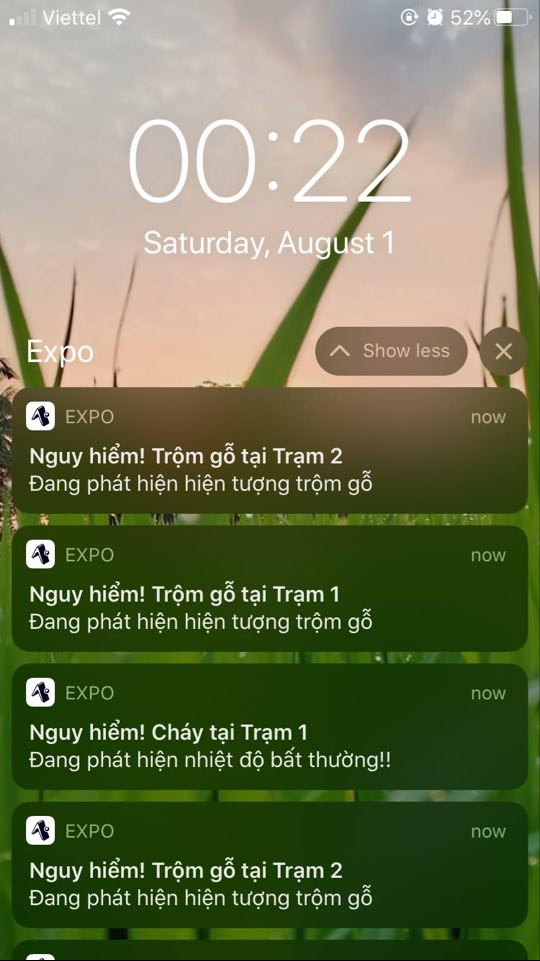 Viettel 52%
00:22
Saturday, August 1
Expo Show less
EXPO now
Nguy hiểm! Trộm gỗ tại Trạm 2
Đang phát hiện hiện tượng trộm gỗ
EXPO now
Nguy hiểm! Trộm gỗ tại Trạm 1
Đang phát hiện hiện tượng trộm gỗ
EXPO now
Nguy hiểm! Cháy tại Trạm 1
Đang phát hiện nhiệt độ bất thường!!
EXPO now
Nguy hiểm! Trộm gỗ tại Trạm 2
Đang phát hiện hiện tượng trộm gỗ